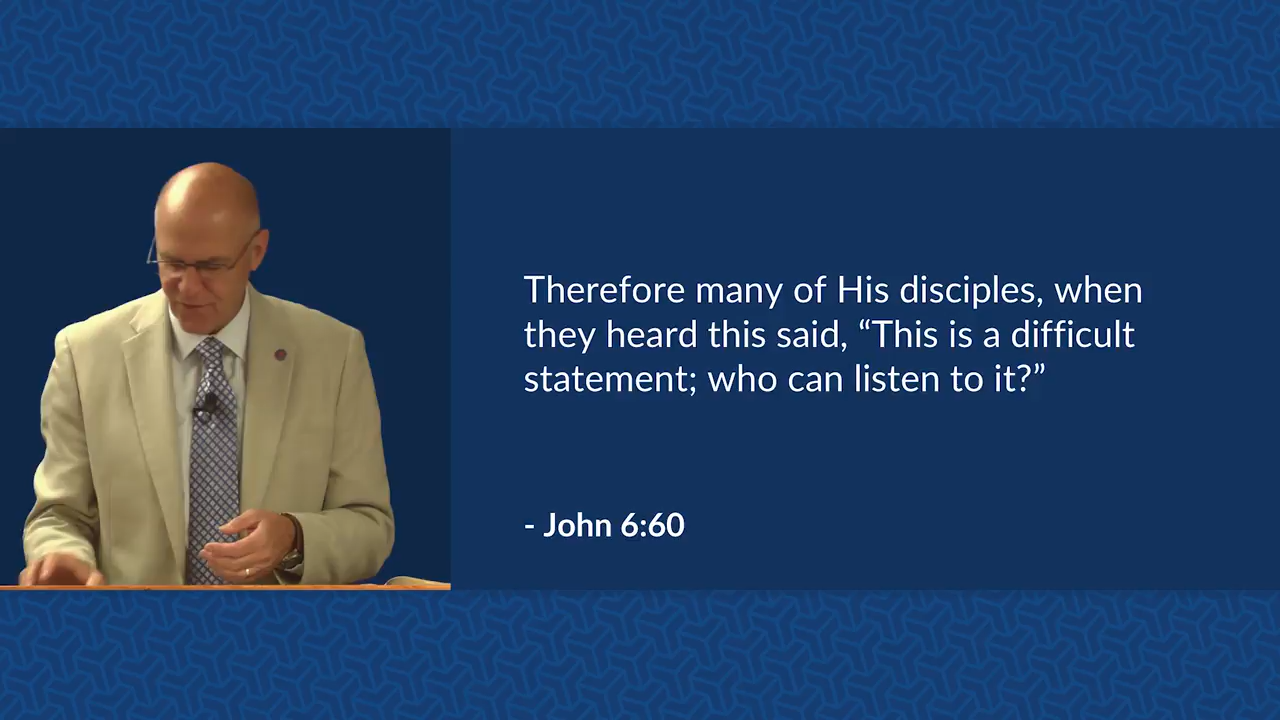 Therefore many of His disciples, when
they heard this said, “This is a difficult
statement; who can listen to it?”
- John 6:60